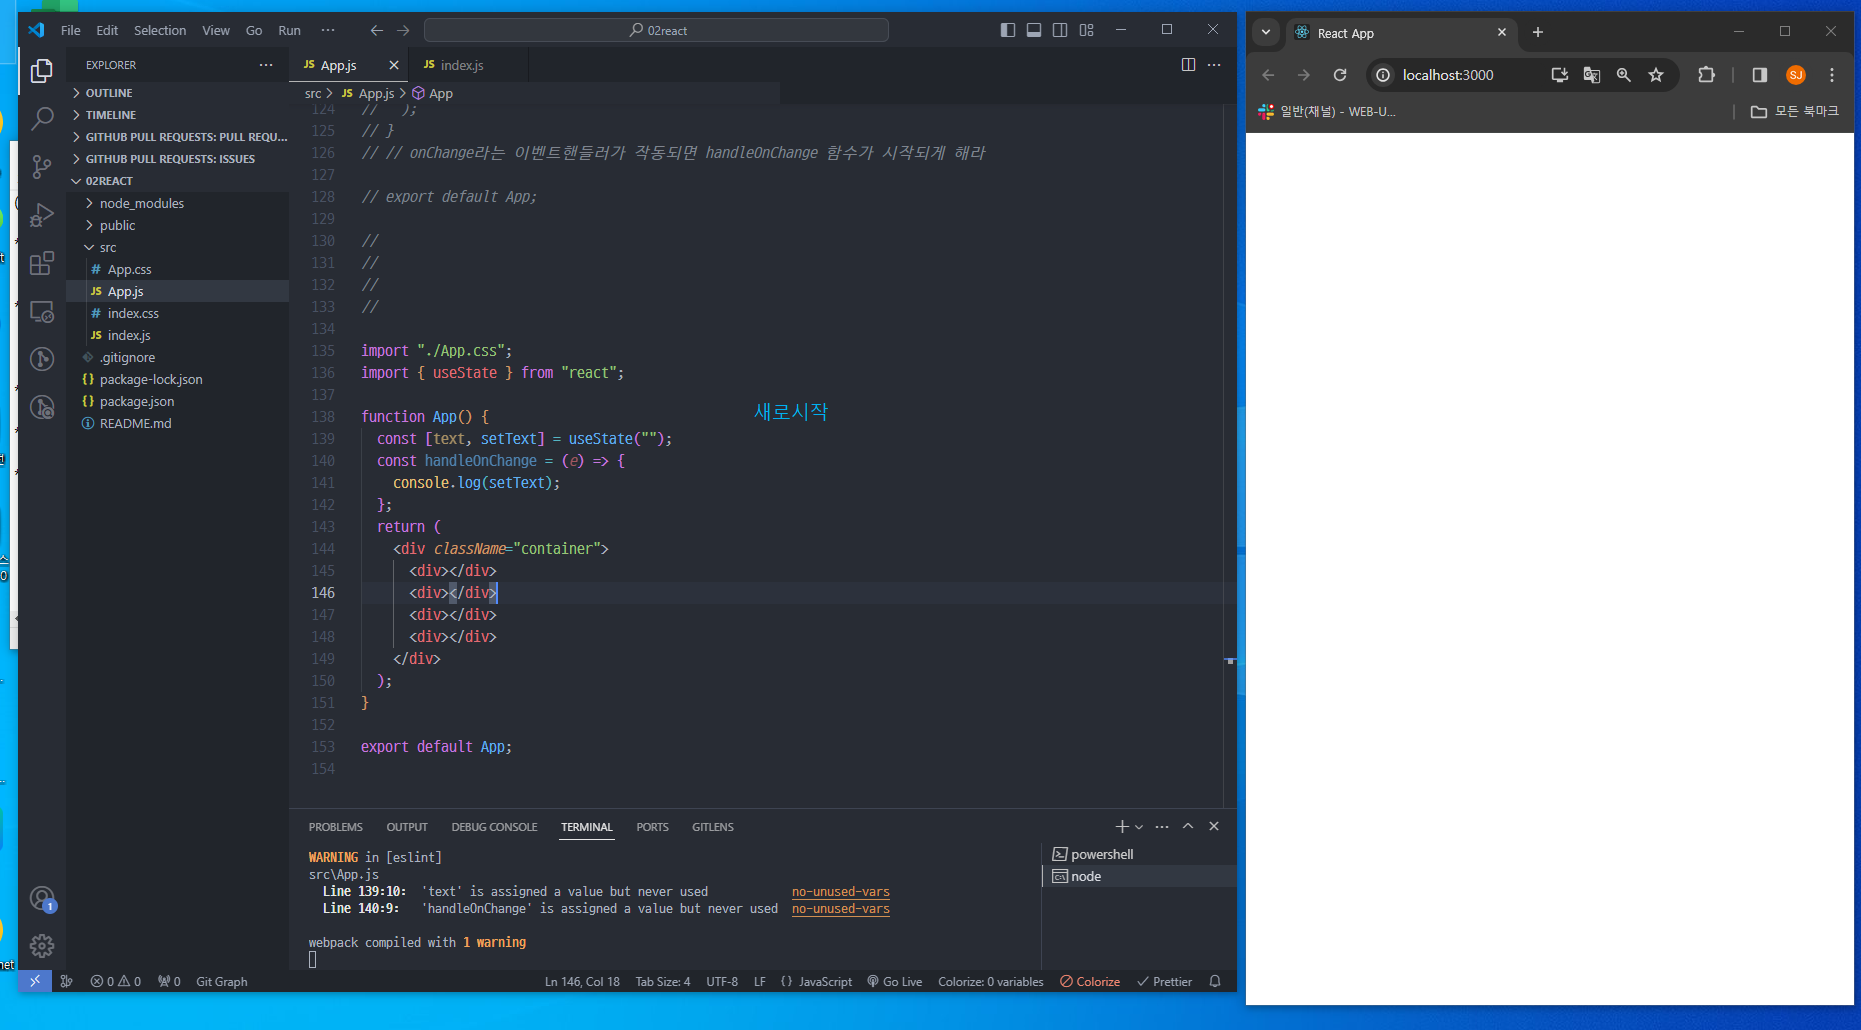 File Edit Selection View Go Run ··· 02react
EXPLORER ···
OUTLINE
TIMELINE
GITHUB PULL REQUESTS: PULL REQU...
GITHUB PULL REQUESTS: ISSUES
02REACT
node_modules
public
src
# App.css
JS App.js
# index.css
JS index.js
.gitignore
{} package-lock.json
{} package.json
README.md
JS App.js JS index.js
src > JS App.js > App
124 // );
125 // }
126 // // onChange라는 이벤트핸들러가 작동되면 handleOnChange 함수가 시작되게 해라
127
128 // export default App;
129
130 //
131 //
132 //
133 //
134
135 import "./App.css";
136 import { useState } from "react";
137
새로시작
138 function App() {
139 const [text, setText] = useState("");
140 const handleOnChange = (e) => {
141 console.log(setText);
142 };
143 return (
144 <div className="container">
145 <div></div>
146 <div></div>
147 <div></div>
148 <div></div>
149 </div>
150 );
151 }
152
153 export default App;
154
PROBLEMS OUTPUT DEBUG CONSOLE TERMINAL PORTS GITLENS
WARNING in [eslint]
src\App.js
Line 139:10: 'text' is assigned a value but never used no-unused-vars
Line 140:9: 'handleOnChange' is assigned a value but never used no-unused-vars
webpack compiled with 1 warning
powershell
node
1
0 0 0 Git Graph Ln 146, Col 18 Tab Size: 4 UTF-8 LF {} JavaScript Go Live Colorize: 0 variables Colorize Prettier
React App
localhost:3000 SJ
일반(채널) - WEB-U... 모든 북마크